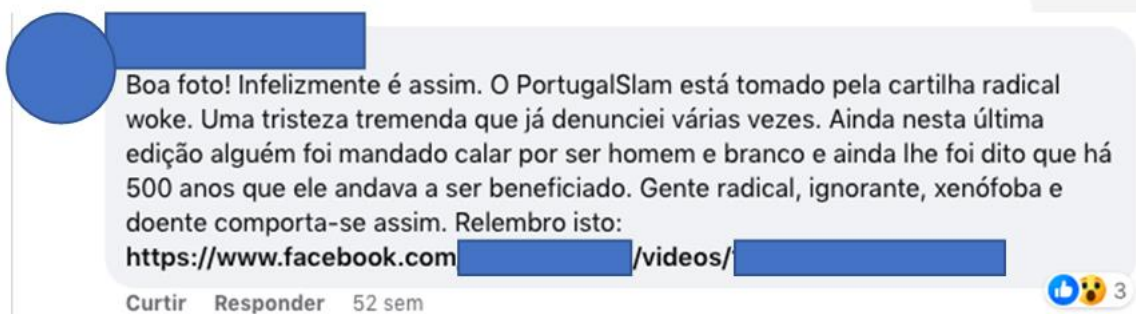 Boa foto! Infelizmente é assim. O PortugalSlam está tomado pela cartilha radical
woke. Uma tristeza tremenda que já denunciei várias vezes. Ainda nesta última
edição alguém foi mandado calar por ser homem e branco e ainda lhe foi dito que há
500 anos que ele andava a ser beneficiado. Gente radical, ignorante, xenófoba e
doente comporta-se assim. Relembro isto:
https://www.facebook.com /videos/
Curtir Responder 52 sem 3